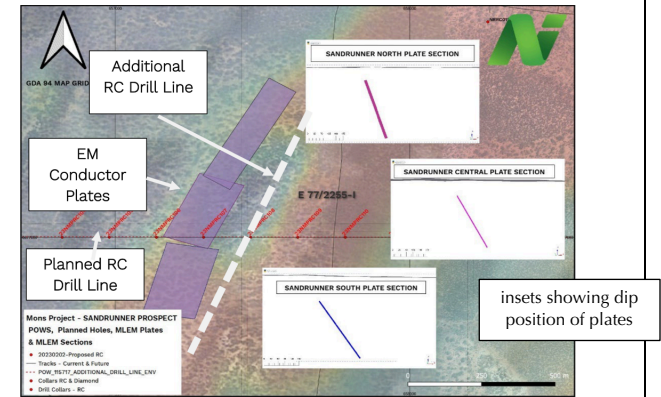 GDA 94 MAP GRID
Additional
RC Drill Line
EM
Conductor
Plates
Planned RC
Drill Line
SANDRUNNER NORTH PLATE SECTION
SANDRUNNER CENTRAL PLATE SECTION
E 77/2255-I
SANDRUNNER SOUTH PLATE SECTION
insets showing dip
position of plates
Mons Project - SANDRUNNER PROSPECT
POWS, Planned Holes, MLEM Plates
& MLEM Sections
20230202-Proposed RC
Tracks - Current & Future
POW_115717_ADDITIONAL_DRILL_LINE_ENV
Collars RC & Diamond
Drill Collars - RC
0 250 500 m